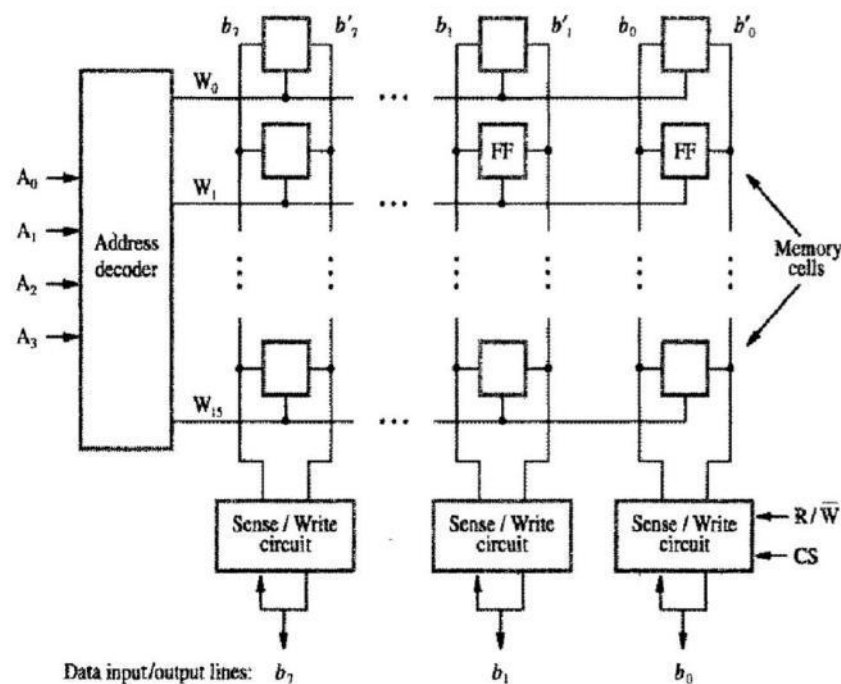 b₇ b'₇ b₁ b'₁ b₀ b'₀
W₀
FF FF
A₀
W₁
A₁
Address
decoder
Memory
cells
A₂
A₃
W₁₅
Sense / Write
circuit
Sense / Write
circuit
Sense / Write
circuit
R / W̅
CS
Data input/output lines: b₇ b₁ b₀